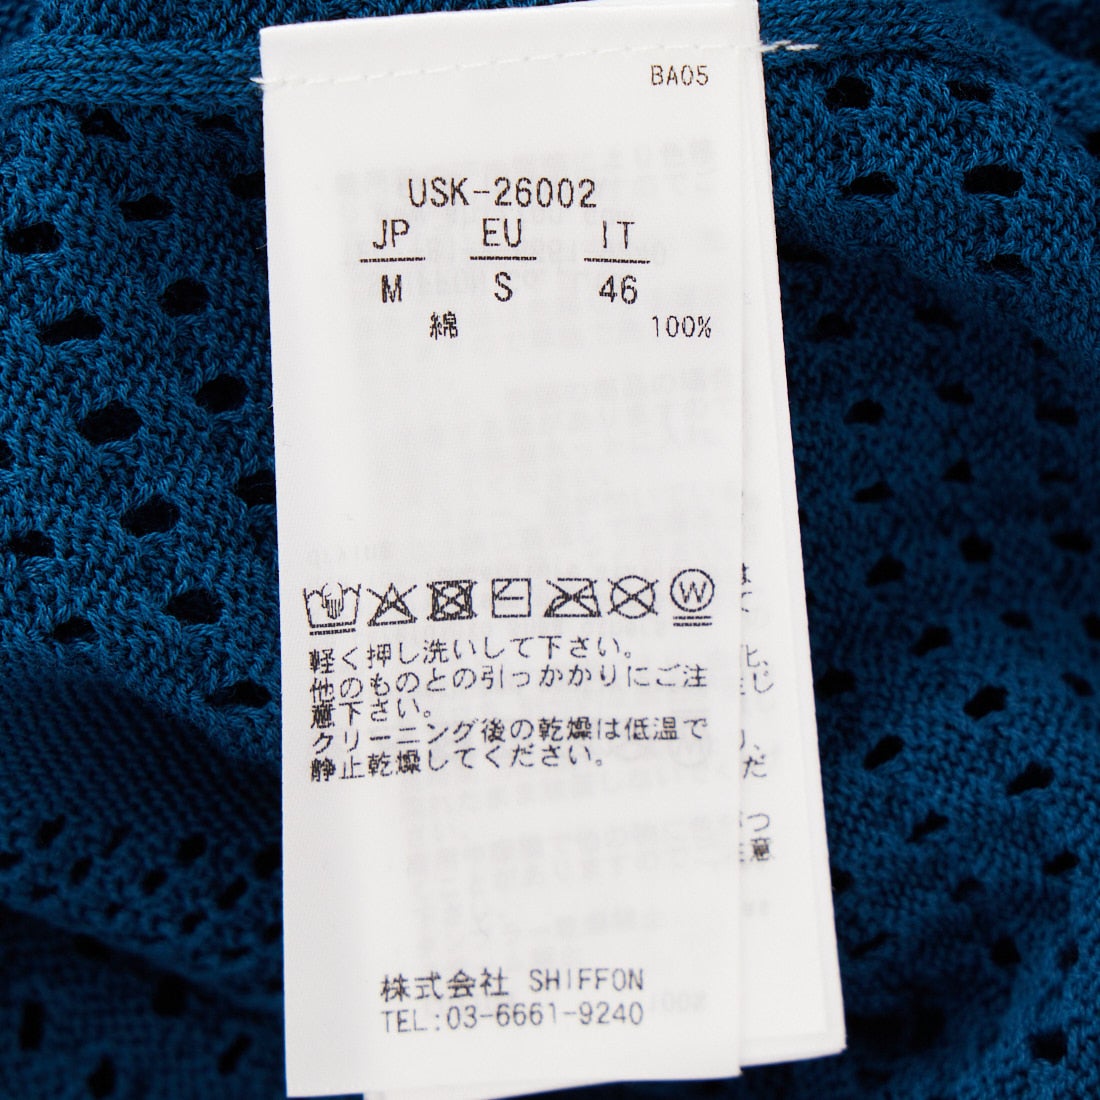 BA05
USK-26002
JP EU IT
M S 46
綿 100%
W
軽く押し洗いして下さい。
他のものとの引っかかりにご注
意下さい。
クリーニング後の乾燥は低温で
静止乾燥してください。
株式会社 SHIFFON
TEL:03-6661-9240